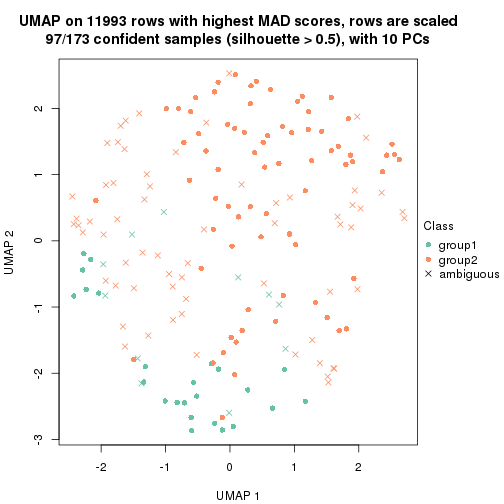 UMAP on 11993 rows with highest MAD scores, rows are scaled
97/173 confident samples (silhouette > 0.5), with 10 PCs
2
1
0
-1
-2
-3
UMAP 2
-2
-1
0
1
2
UMAP 1
Class
group1
group2
ambiguous